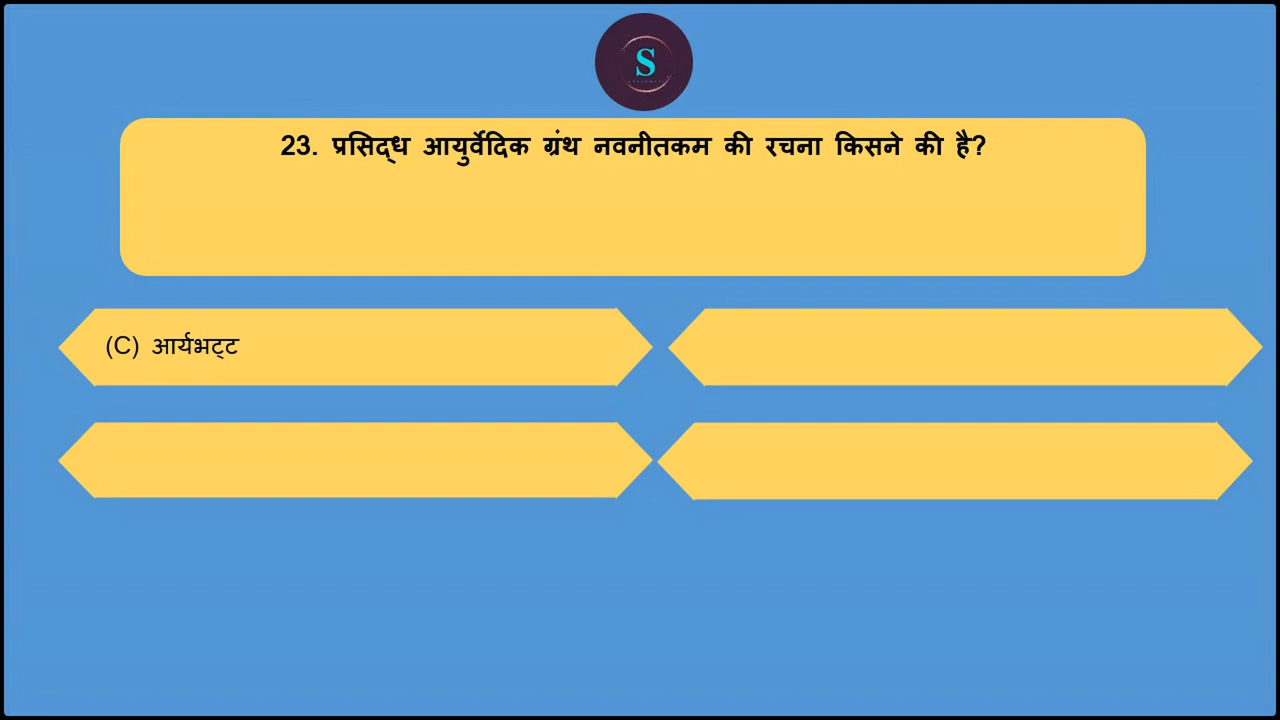 S
23. प्रसिद्ध आयुर्वेदिक ग्रंथ नवनीतकम की रचना किसने की है?
(C) आर्यभट्ट